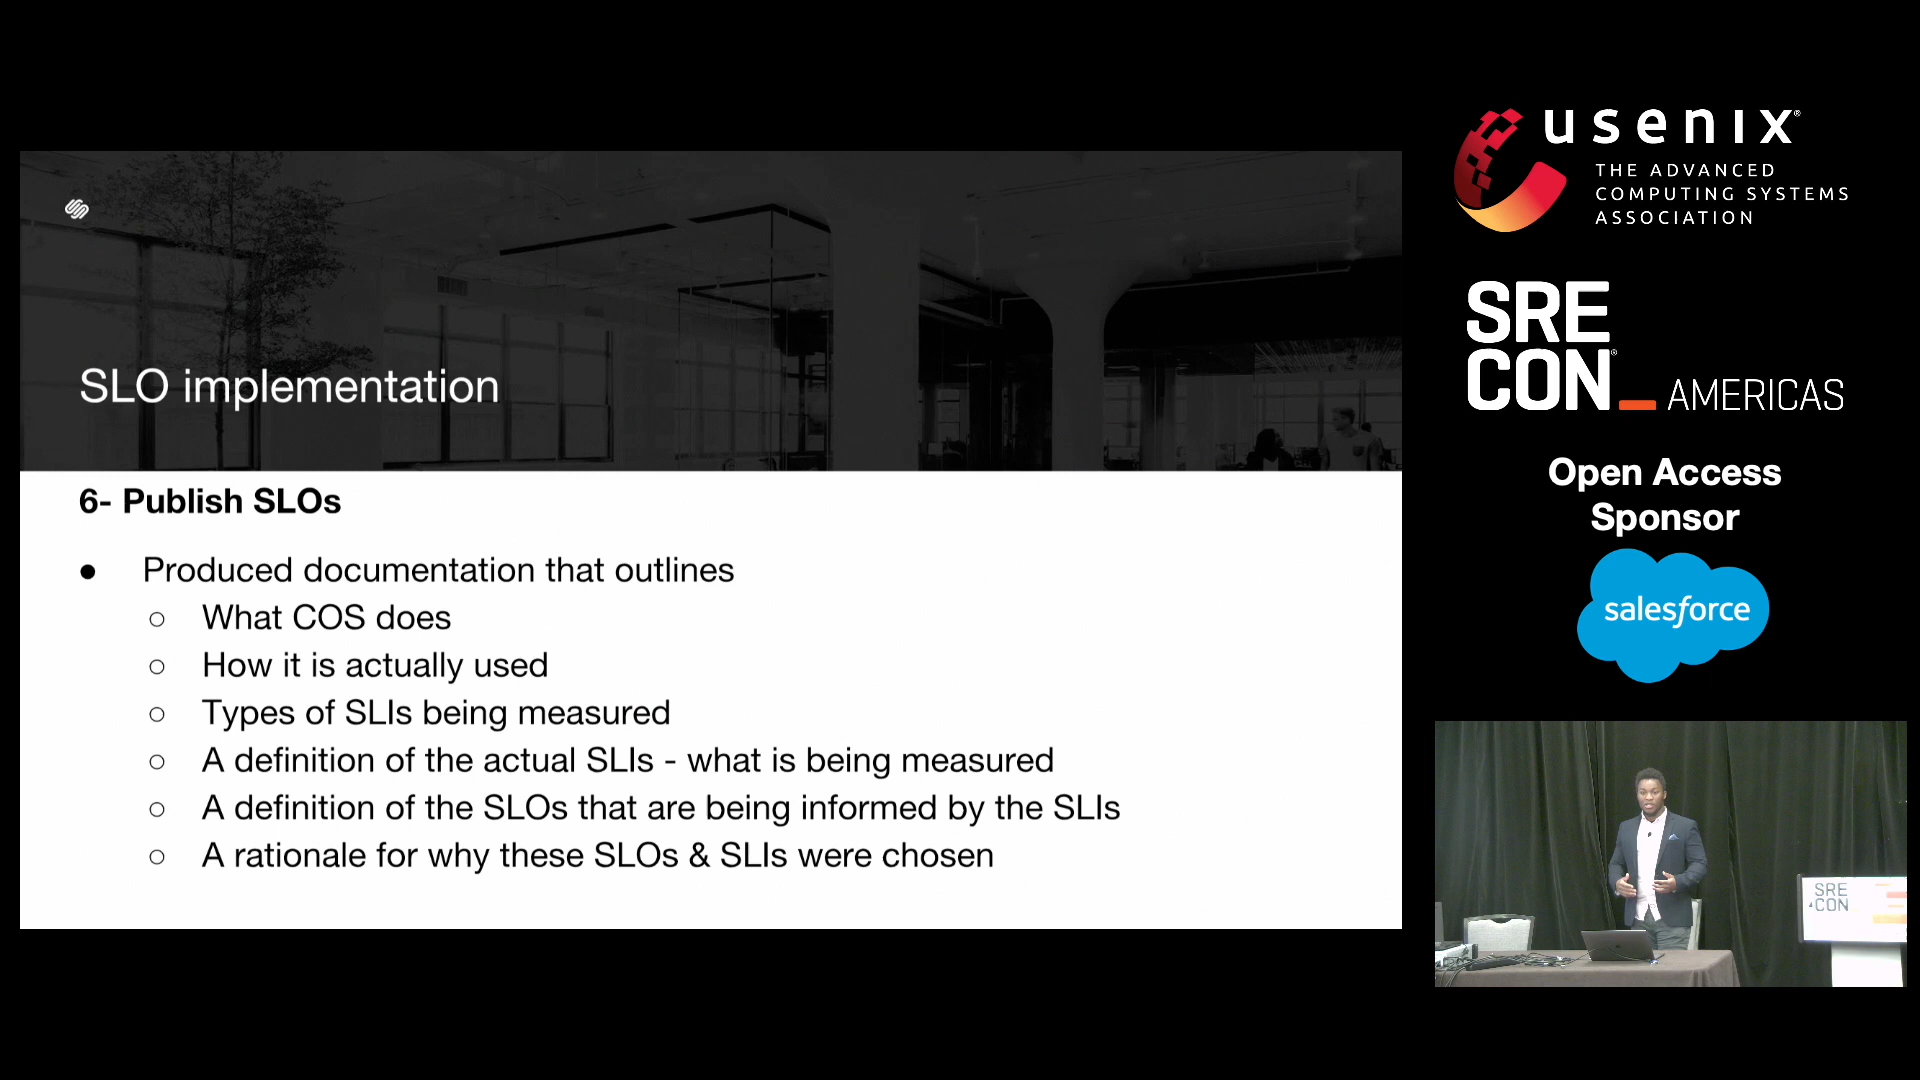 SLO implementation
6- Publish SLOs
● Produced documentation that outlines
○ What COS does
○ How it is actually used
○ Types of SLIs being measured
○ A definition of the actual SLIs - what is being measured
○ A definition of the SLOs that are being informed by the SLIs
○ A rationale for why these SLOs & SLIs were chosen
usenix®
THE ADVANCED
COMPUTING SYSTEMS
ASSOCIATION
SRE
CON® AMERICAS
Open Access
Sponsor
salesforce
SRE
CON